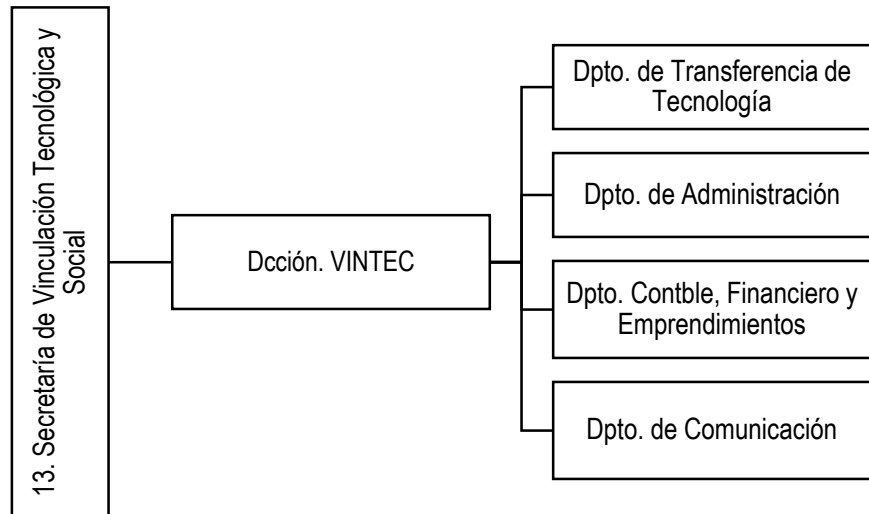 13. Secretaría de Vinculación Tecnológica y
Social
Dcción. VINTEC
Dpto. de Transferencia de
Tecnología
Dpto. de Administración
Dpto. Contble, Financiero y
Emprendimientos
Dpto. de Comunicación